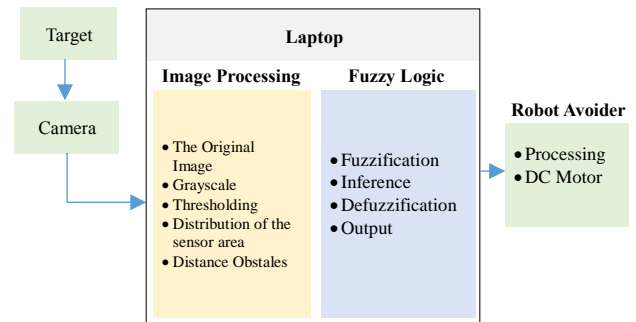 Target
Camera
Laptop
Image Processing
• The Original
Image
• Grayscale
• Thresholding
• Distribution of the
sensor area
• Distance Obstales
Fuzzy Logic
• Fuzzification
• Inference
• Defuzzification
• Output
Robot Avoider
• Processing
• DC Motor